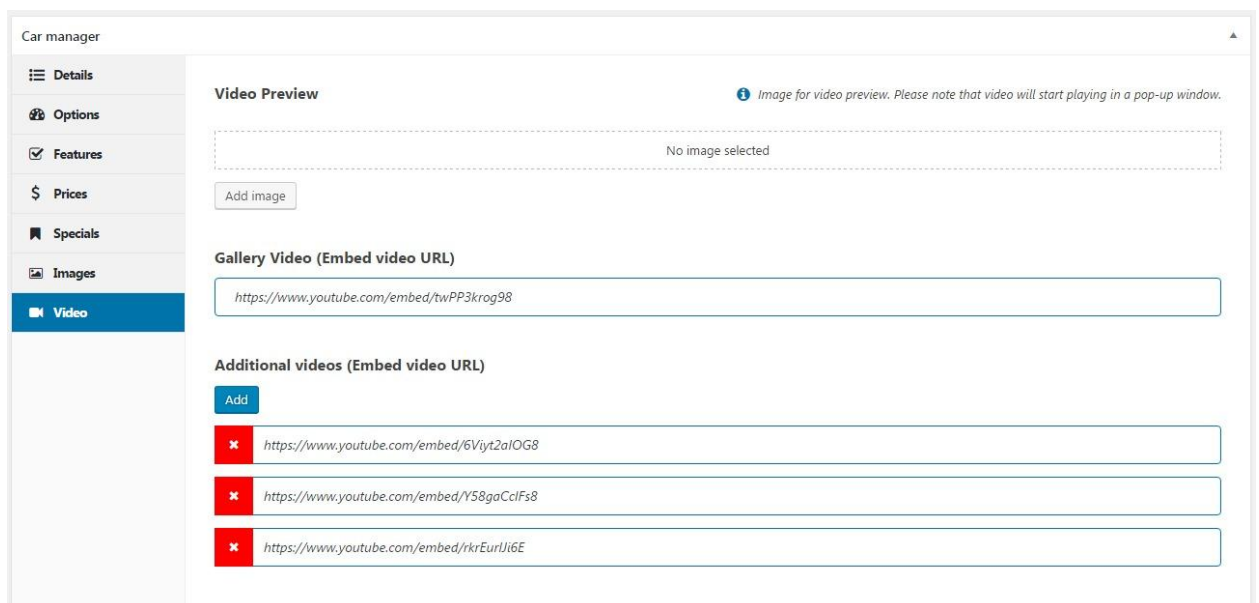 Car manager
Details
Options
Features
Prices
Specials
Images
Video
Video Preview
Image for video preview. Please note that video will start playing in a pop-up window.
No image selected
Add image
Gallery Video (Embed video URL)
https://www.youtube.com/embed/twPP3krog98
Additional videos (Embed video URL)
Add
https://www.youtube.com/embed/6Viyt2aIOG8
https://www.youtube.com/embed/Y58gaCcIFs8
https://www.youtube.com/embed/rkrEurIJi6E